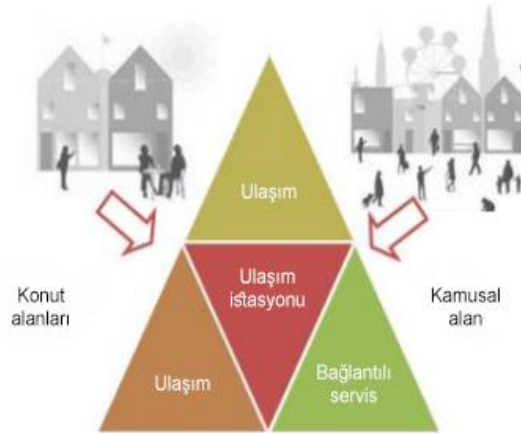 Ulaşım
Ulaşım
istasyonu
Konut
alanları
Kamusal
alan
Ulaşım
Bağlantılı
servis